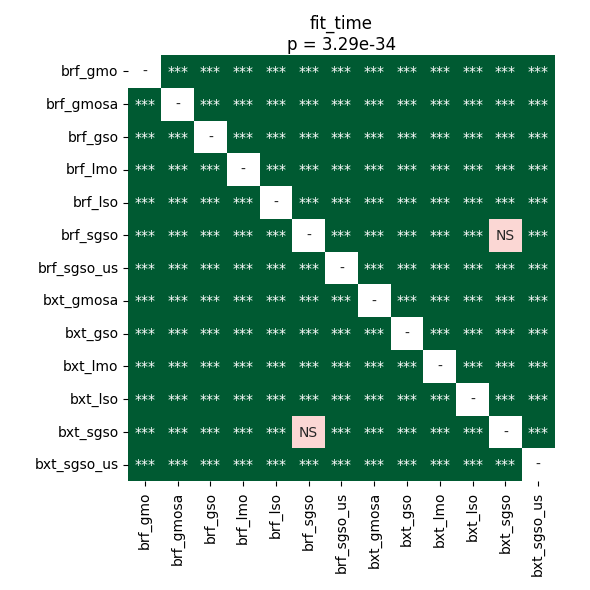 fit_time
p = 3.29e-34
brf_gmo - *** *** *** *** *** *** *** *** *** *** *** ***
brf_gmosa *** - *** *** *** *** *** *** *** *** *** *** ***
brf_gso *** *** - *** *** *** *** *** *** *** *** *** ***
brf_lmo *** *** *** - *** *** *** *** *** *** *** *** ***
brf_lso *** *** *** *** - *** *** *** *** *** *** *** ***
brf_sgso *** *** *** *** *** - *** *** *** *** *** NS ***
brf_sgso_us *** *** *** *** *** *** - *** *** *** *** *** ***
bxt_gmosa *** *** *** *** *** *** *** - *** *** *** *** ***
bxt_gso *** *** *** *** *** *** *** *** - *** *** *** ***
bxt_lmo *** *** *** *** *** *** *** *** *** - *** *** ***
bxt_lso *** *** *** *** *** *** *** *** *** *** - *** ***
bxt_sgso *** *** *** *** *** NS *** *** *** *** *** - ***
bxt_sgso_us *** *** *** *** *** *** *** *** *** *** *** *** -
brf_gmo
brf_gmosa
brf_gso
brf_lmo
brf_lso
brf_sgso
brf_sgso_us
bxt_gmosa
bxt_gso
bxt_lmo
bxt_lso
bxt_sgso
bxt_sgso_us